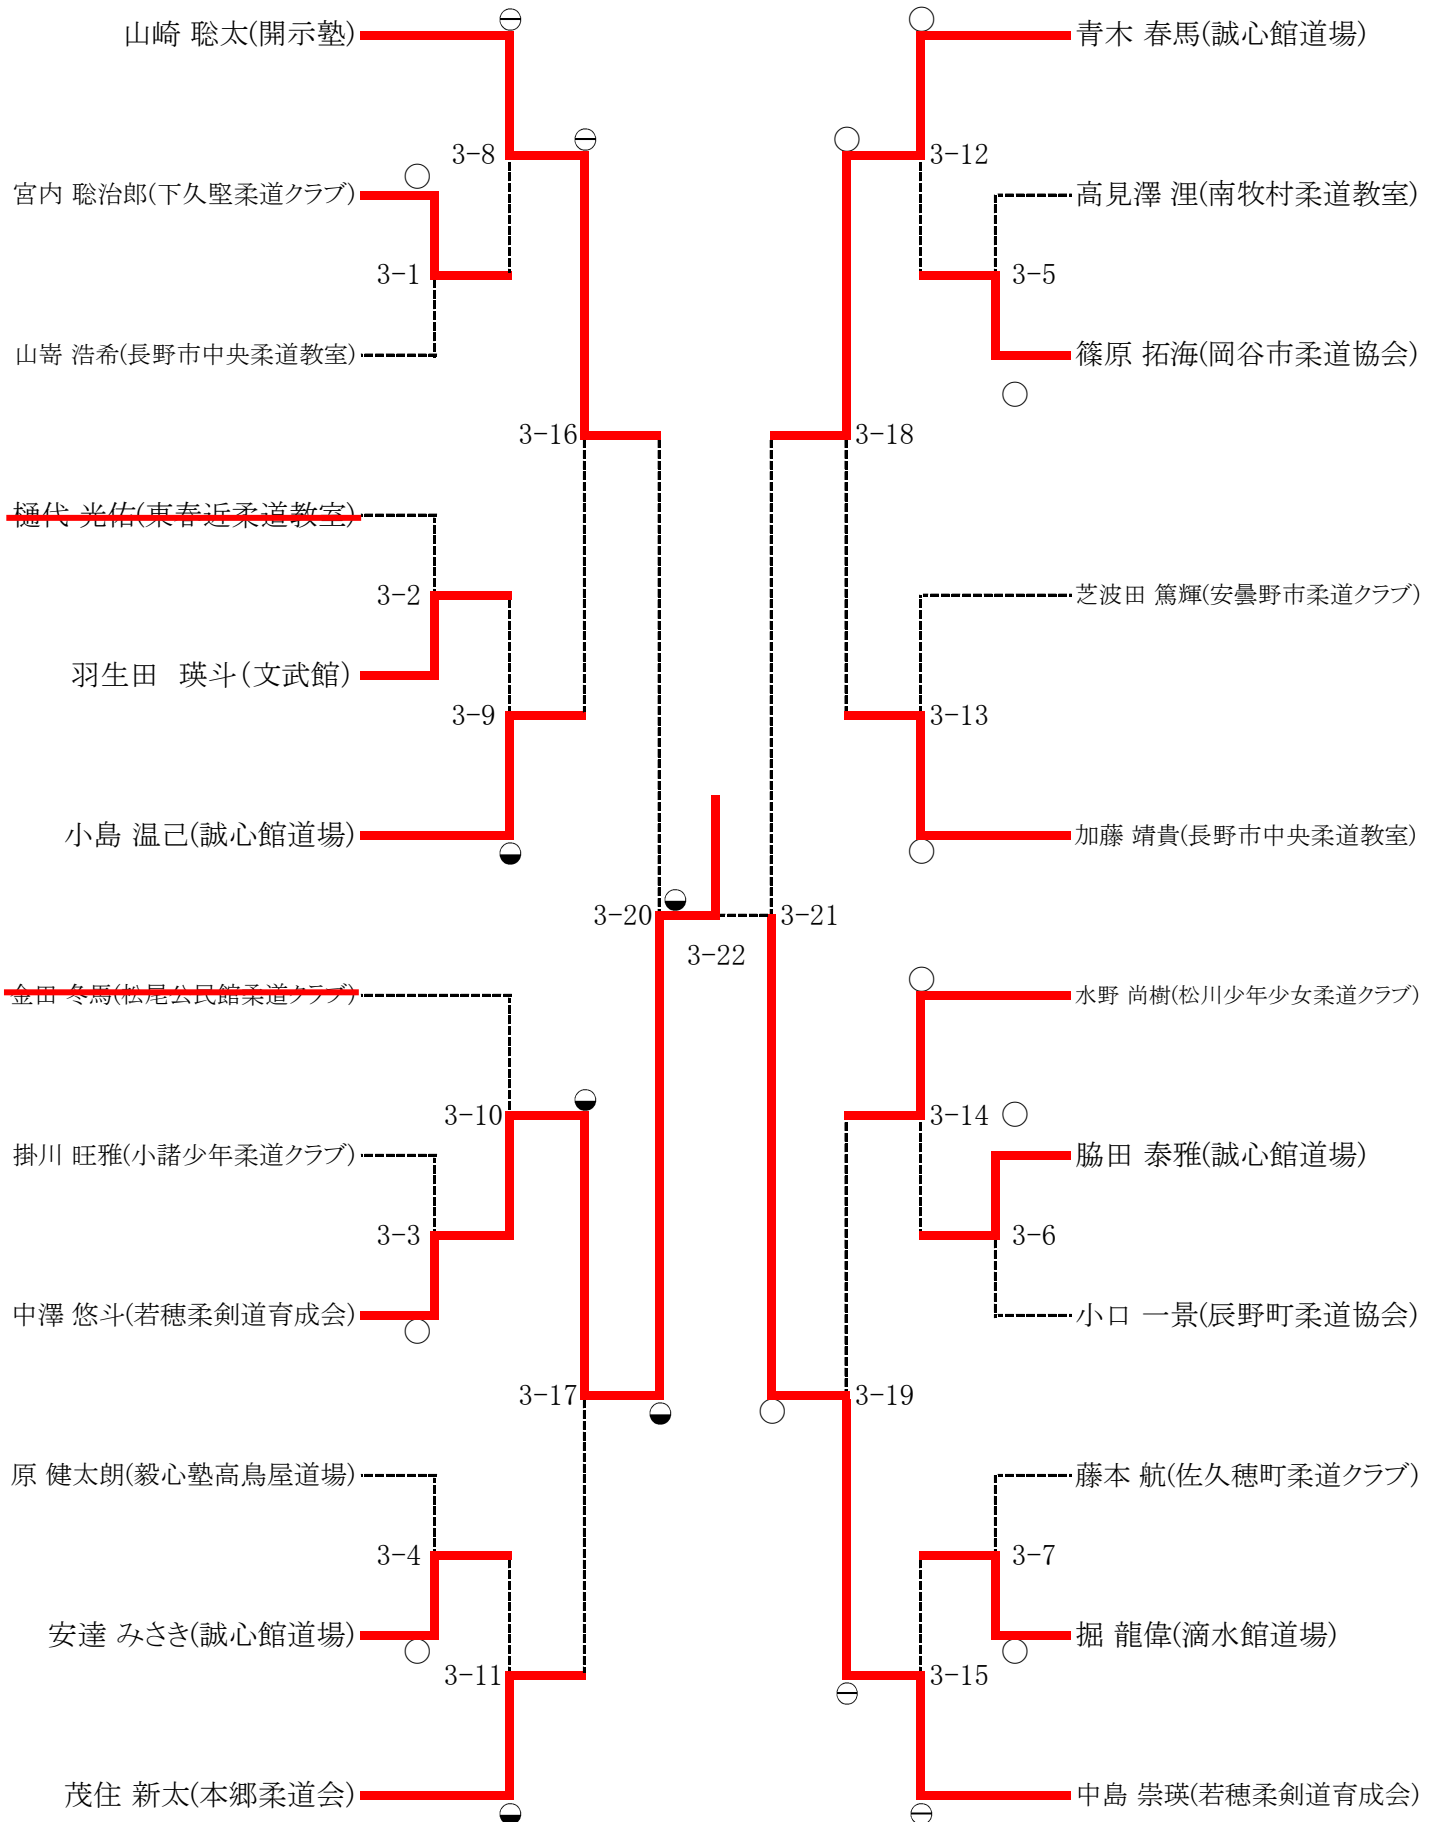 山崎 聡太(開示塾)
3-8
宮内 聡治郎(下久堅柔道クラブ)
3-1
山嵜 浩希(長野市中央柔道教室)
3-16
樋代 光佑(東春近柔道教室)
3-2
羽生田 瑛斗(文武館)
3-9
小島 温己(誠心館道場)
3-20
3-22
金田 冬馬(松尾公民館柔道クラブ)
3-10
掛川 旺雅(小諸少年柔道クラブ)
3-3
中澤 悠斗(若穂柔剣道育成会)
3-17
原 健太朗(毅心塾高鳥屋道場)
3-4
安達 みさき(誠心館道場)
3-11
茂住 新太(本郷柔道会)
青木 春馬(誠心館道場)
3-12
高見澤 浬(南牧村柔道教室)
3-5
篠原 拓海(岡谷市柔道協会)
3-18
芝波田 篤輝(安曇野市柔道クラブ)
3-13
加藤 靖貴(長野市中央柔道教室)
3-21
水野 尚樹(松川少年少女柔道クラブ)
3-14
脇田 泰雅(誠心館道場)
3-6
小口 一景(辰野町柔道協会)
3-19
藤本 航(佐久穂町柔道クラブ)
3-7
掘 龍偉(滴水館道場)
3-15
中島 崇瑛(若穂柔剣道育成会)